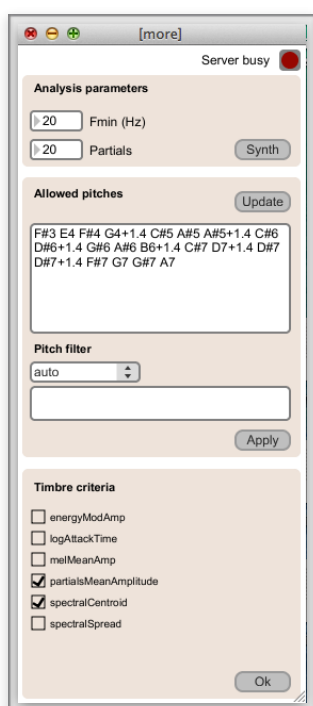 [more]
Server busy
Analysis parameters
20 Fmin (Hz)
20 Partials Synth
Allowed pitches
Update
F#3 E4 F#4 G4+1.4 C#5 A#5 A#5+1.4 C#6
D#6+1.4 G#6 A#6 B6+1.4 C#7 D7+1.4 D#7
D#7+1.4 F#7 G7 G#7 A7
Pitch filter
auto
Apply
Timbre criteria
energyModAmp
logAttackTime
melMeanAmp
partialsMeanAmplitude
spectralCentroid
spectralSpread
Ok